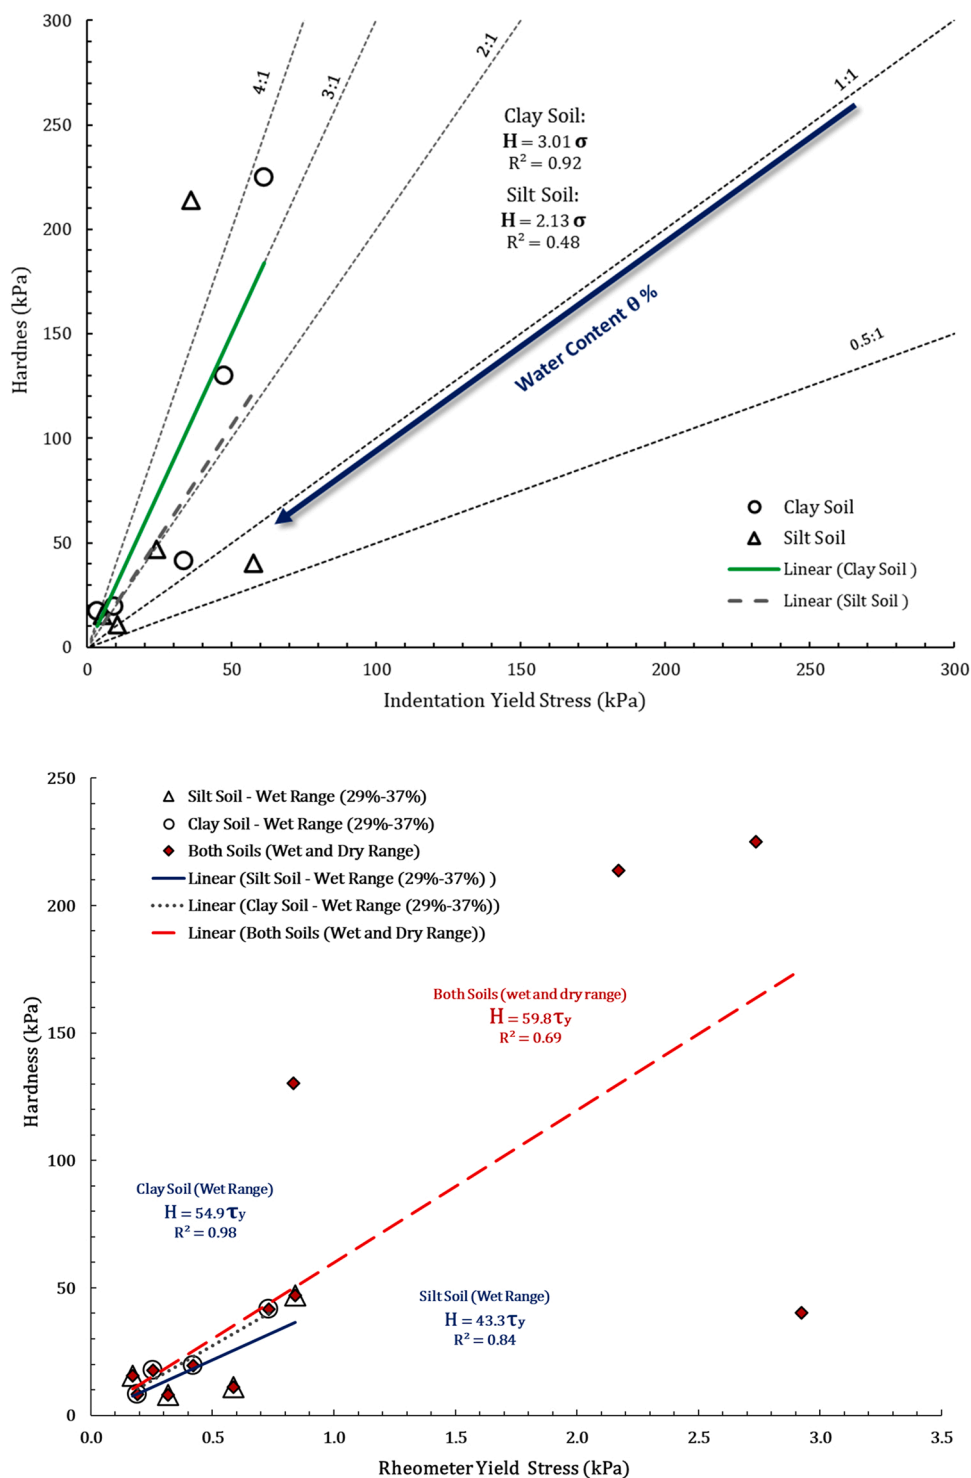 300
250
200
150
100
50
0
Hardnes (kPa)
4:1
3:1
2:1
1:1
0.5:1
Clay Soil:
H = 3.01 σ
R² = 0.92
Silt Soil:
H = 2.13 σ
R² = 0.48
Water Content θ %
Clay Soil
Silt Soil
Linear (Clay Soil )
Linear (Silt Soil )
0 50 100 150 200 250 300
Indentation Yield Stress (kPa)
250
200
150
100
50
0
Hardness (kPa)
Silt Soil - Wet Range (29%-37%)
Clay Soil - Wet Range (29%-37%)
Both Soils (Wet and Dry Range)
Linear (Silt Soil - Wet Range (29%-37%) )
Linear (Clay Soil - Wet Range (29%-37%))
Linear (Both Soils (Wet and Dry Range))
Both Soils (wet and dry range)
H = 59.8 τy
R² = 0.69
Clay Soil (Wet Range)
H = 54.9 τy
R² = 0.98
Silt Soil (Wet Range)
H = 43.3 τy
R² = 0.84
0.0 0.5 1.0 1.5 2.0 2.5 3.0 3.5
Rheometer Yield Stress (kPa)